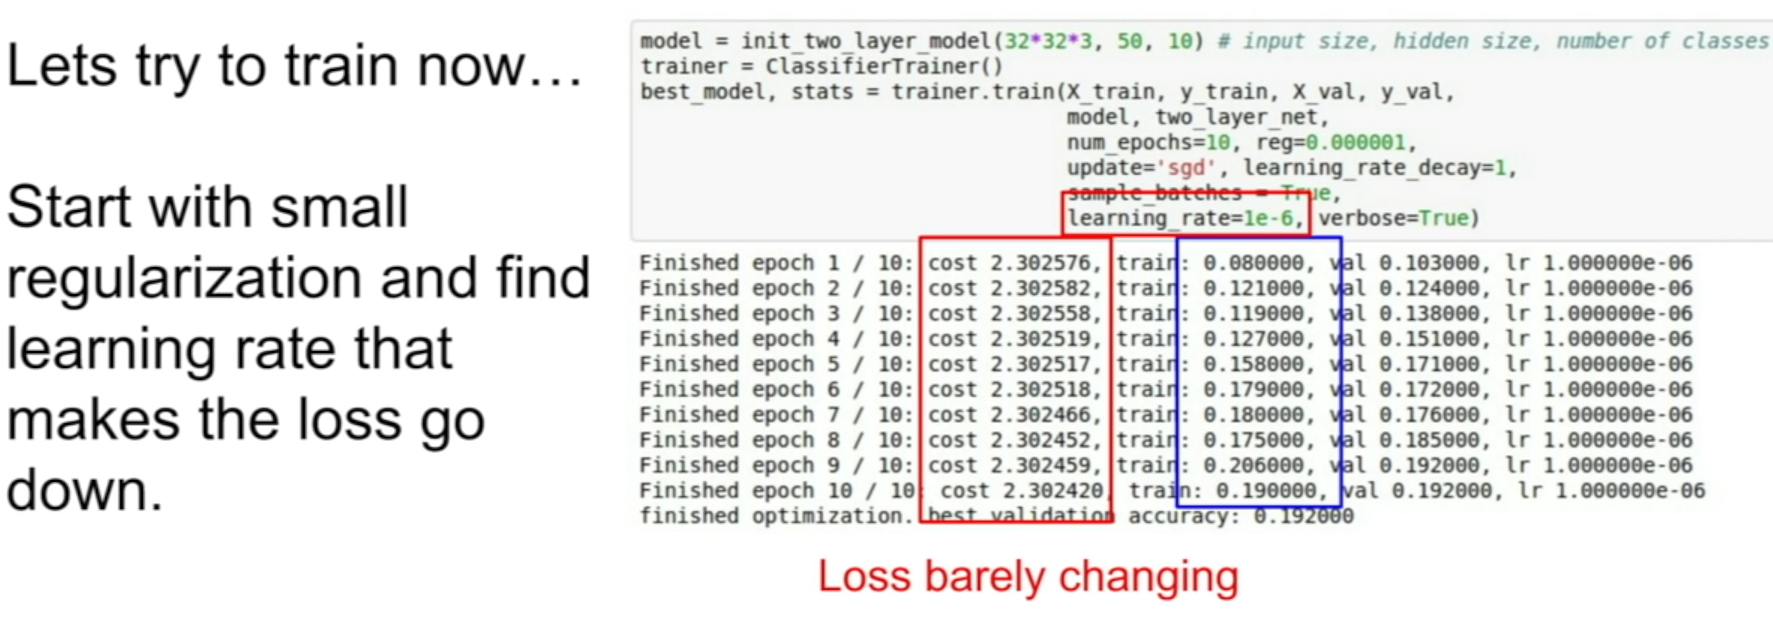 Lets try to train now…
Start with small
regularization and find
learning rate that
makes the loss go
down.
model = init_two_layer_model(32*32*3, 50, 10) # input size, hidden size, number of classes
trainer = ClassifierTrainer()
best_model, stats = trainer.train(X_train, y_train, X_val, y_val,
model, two_layer_net,
num_epochs=10, reg=0.000001,
update='sgd', learning_rate_decay=1,
sample_batches = True,
learning_rate=1e-6, verbose=True)
Finished epoch 1 / 10: cost 2.302576, train: 0.080000, val 0.103000, lr 1.000000e-06
Finished epoch 2 / 10: cost 2.302582, train: 0.121000, val 0.124000, lr 1.000000e-06
Finished epoch 3 / 10: cost 2.302558, train: 0.119000, val 0.138000, lr 1.000000e-06
Finished epoch 4 / 10: cost 2.302519, train: 0.127000, val 0.151000, lr 1.000000e-06
Finished epoch 5 / 10: cost 2.302517, train: 0.158000, val 0.171000, lr 1.000000e-06
Finished epoch 6 / 10: cost 2.302518, train: 0.179000, val 0.172000, lr 1.000000e-06
Finished epoch 7 / 10: cost 2.302466, train: 0.180000, val 0.176000, lr 1.000000e-06
Finished epoch 8 / 10: cost 2.302452, train: 0.175000, val 0.185000, lr 1.000000e-06
Finished epoch 9 / 10: cost 2.302459, train: 0.206000, val 0.192000, lr 1.000000e-06
Finished epoch 10 / 10: cost 2.302420, train: 0.190000, val 0.192000, lr 1.000000e-06
finished optimization. best validation accuracy: 0.192000
Loss barely changing